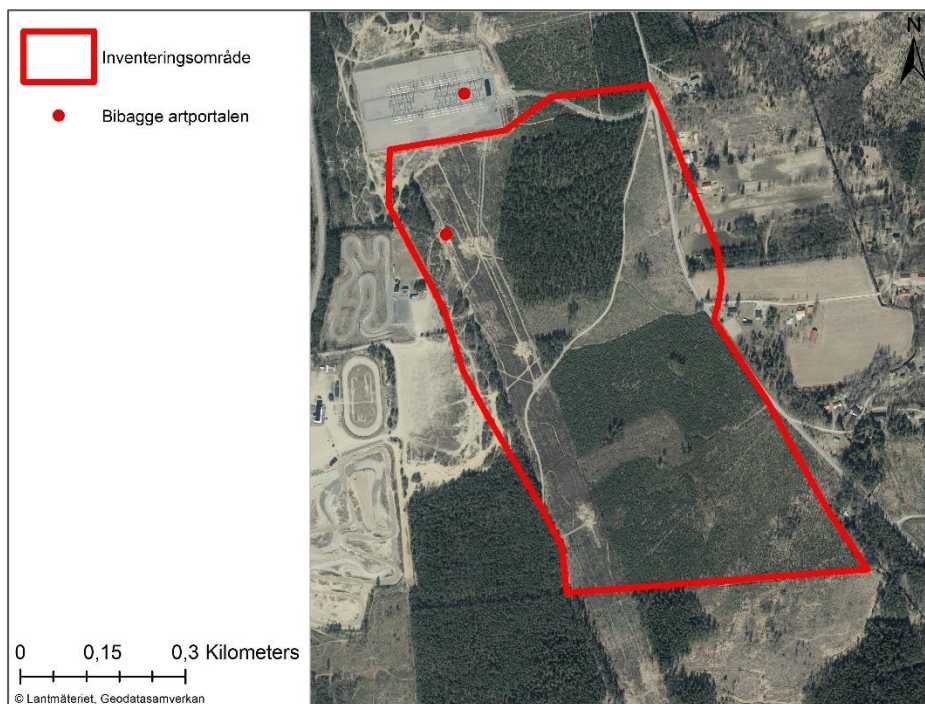 Inventeringsområde
Bibagge artportalen
N
0 0,15 0,3 Kilometers
© Lantmäteriet, Geodatasamverkan